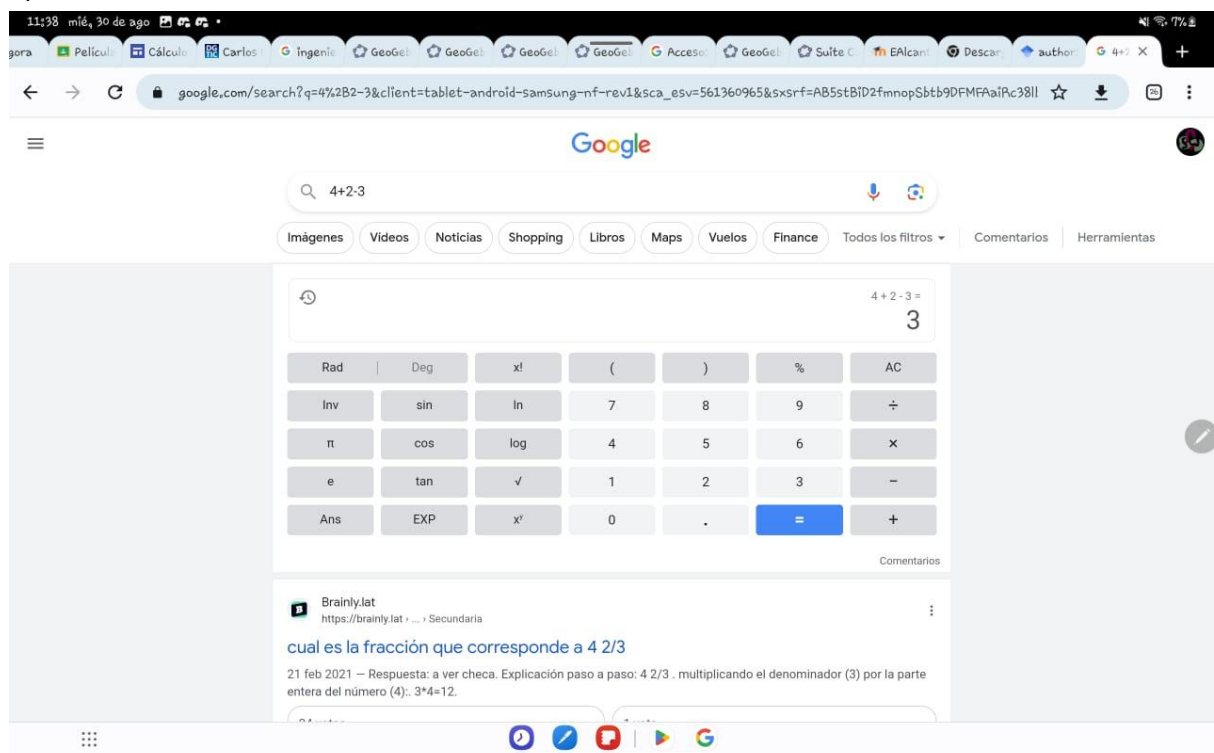 11:38 mié, 30 de ago
7%
gora Películ Cálculo Carlos ingenie GeoGeb GeoGeb GeoGeb GeoGeb Acceso GeoGeb Suite C EAlcant Descar author 4+2
google.com/search?q=4%2B2-3&client=tablet-android-samsung-nf-rev1&sca_esv=561360965&sxsrf=AB5stBiD2fmnopSbtb9DFMFAaiRc38ll
26
Google
4+2-3
Imágenes Videos Noticias Shopping Libros Maps Vuelos Finance Todos los filtros Comentarios Herramientas
4 + 2 - 3 =
3
Rad | Deg x! ( ) % AC
Inv sin ln 7 8 9 ÷
π cos log 4 5 6 ×
e tan √ 1 2 3 −
Ans EXP xʸ 0 . = +
Comentarios
Brainly.lat
https://brainly.lat › ... › Secundaria
cual es la fracción que corresponde a 4 2/3
21 feb 2021 — Respuesta: a ver checa. Explicación paso a paso: 4 2/3 . multiplicando el denominador (3) por la parte
entera del número (4):. 3*4=12.